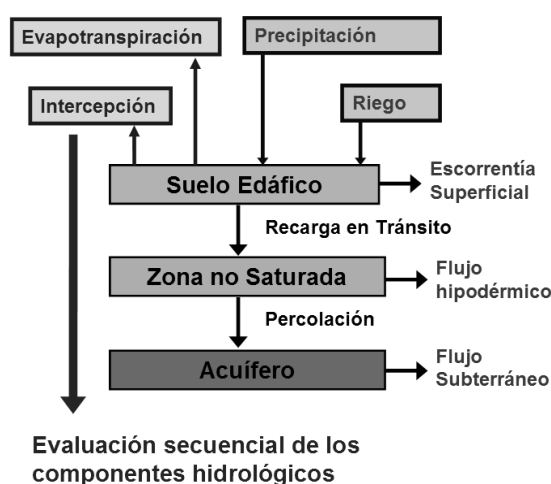 Evapotranspiración
Precipitación
Intercepción
Riego
Suelo Edáfico
Escorrentía
Superficial
Recarga en Tránsito
Zona no Saturada
Flujo
hipodérmico
Percolación
Acuífero
Flujo
Subterráneo
Evaluación secuencial de los
componentes hidrológicos